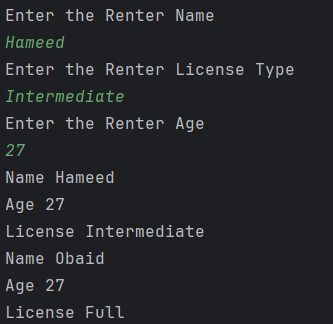 Enter the Renter Name
Hameed
Enter the Renter License Type
Intermediate
Enter the Renter Age
27
Name Hameed
Age 27
License Intermediate
Name Obaid
Age 27
License Full